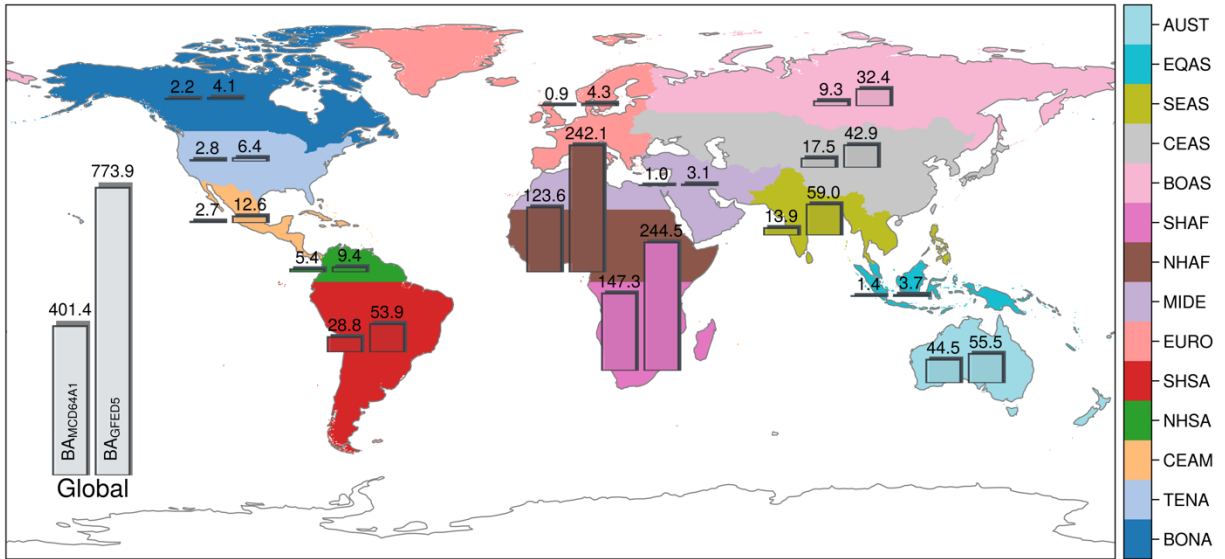 2.2 4.1
0.9 4.3
9.3 32.4
2.8 6.4
242.1
17.5 42.9
773.9
2.7 12.6
123.6
1.0 3.1
13.9 59.0
244.5
5.4 9.4
147.3
1.4 3.7
401.4
28.8 53.9
44.5 55.5
BAMCD64A1
BAGFED5
Global
AUST
EQAS
SEAS
CEAS
BOAS
SHAF
NHAF
MIDE
EURO
SHSA
NHSA
CEAM
TENA
BONA